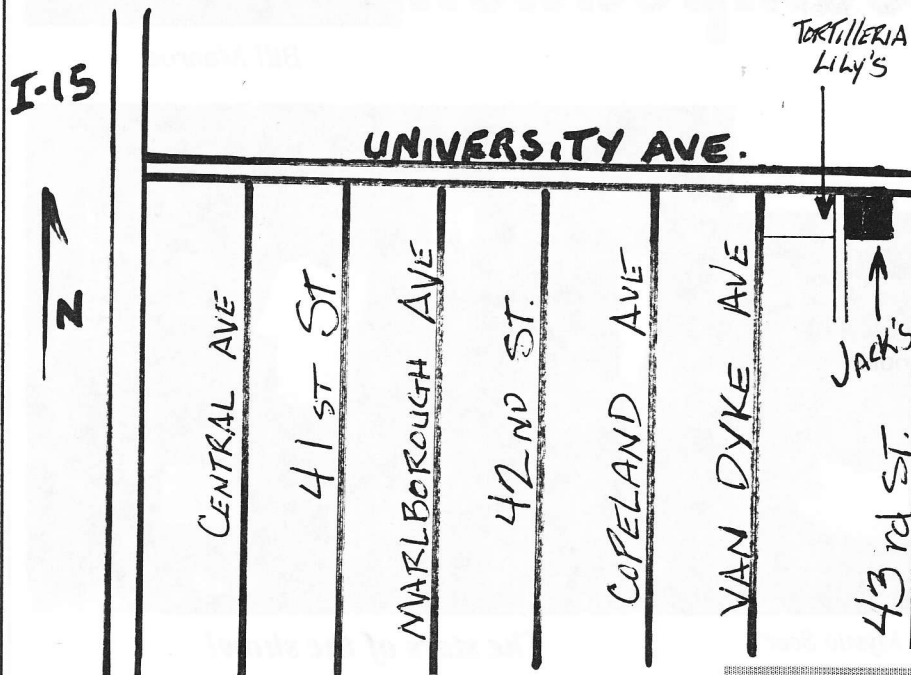 TORTILLERIA
LILY'S
I-15
UNIVERSITY AVE.
N
CENTRAL AVE
41ST ST.
MARLBOROUGH AVE
42ND ST.
COPELAND AVE
VAN DYKE AVE
JACK'S
43rd ST.